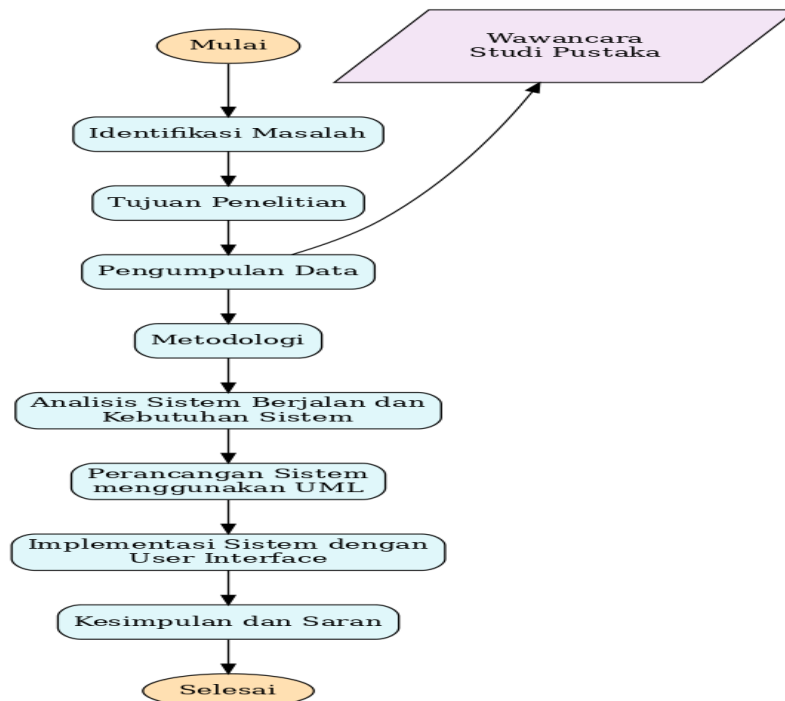 Mulai
Wawancara
Studi Pustaka
Identifikasi Masalah
Tujuan Penelitian
Pengumpulan Data
Metodologi
Analisis Sistem Berjalan dan
Kebutuhan Sistem
Perancangan Sistem
menggunakan UML
Implementasi Sistem dengan
User Interface
Kesimpulan dan Saran
Selesai